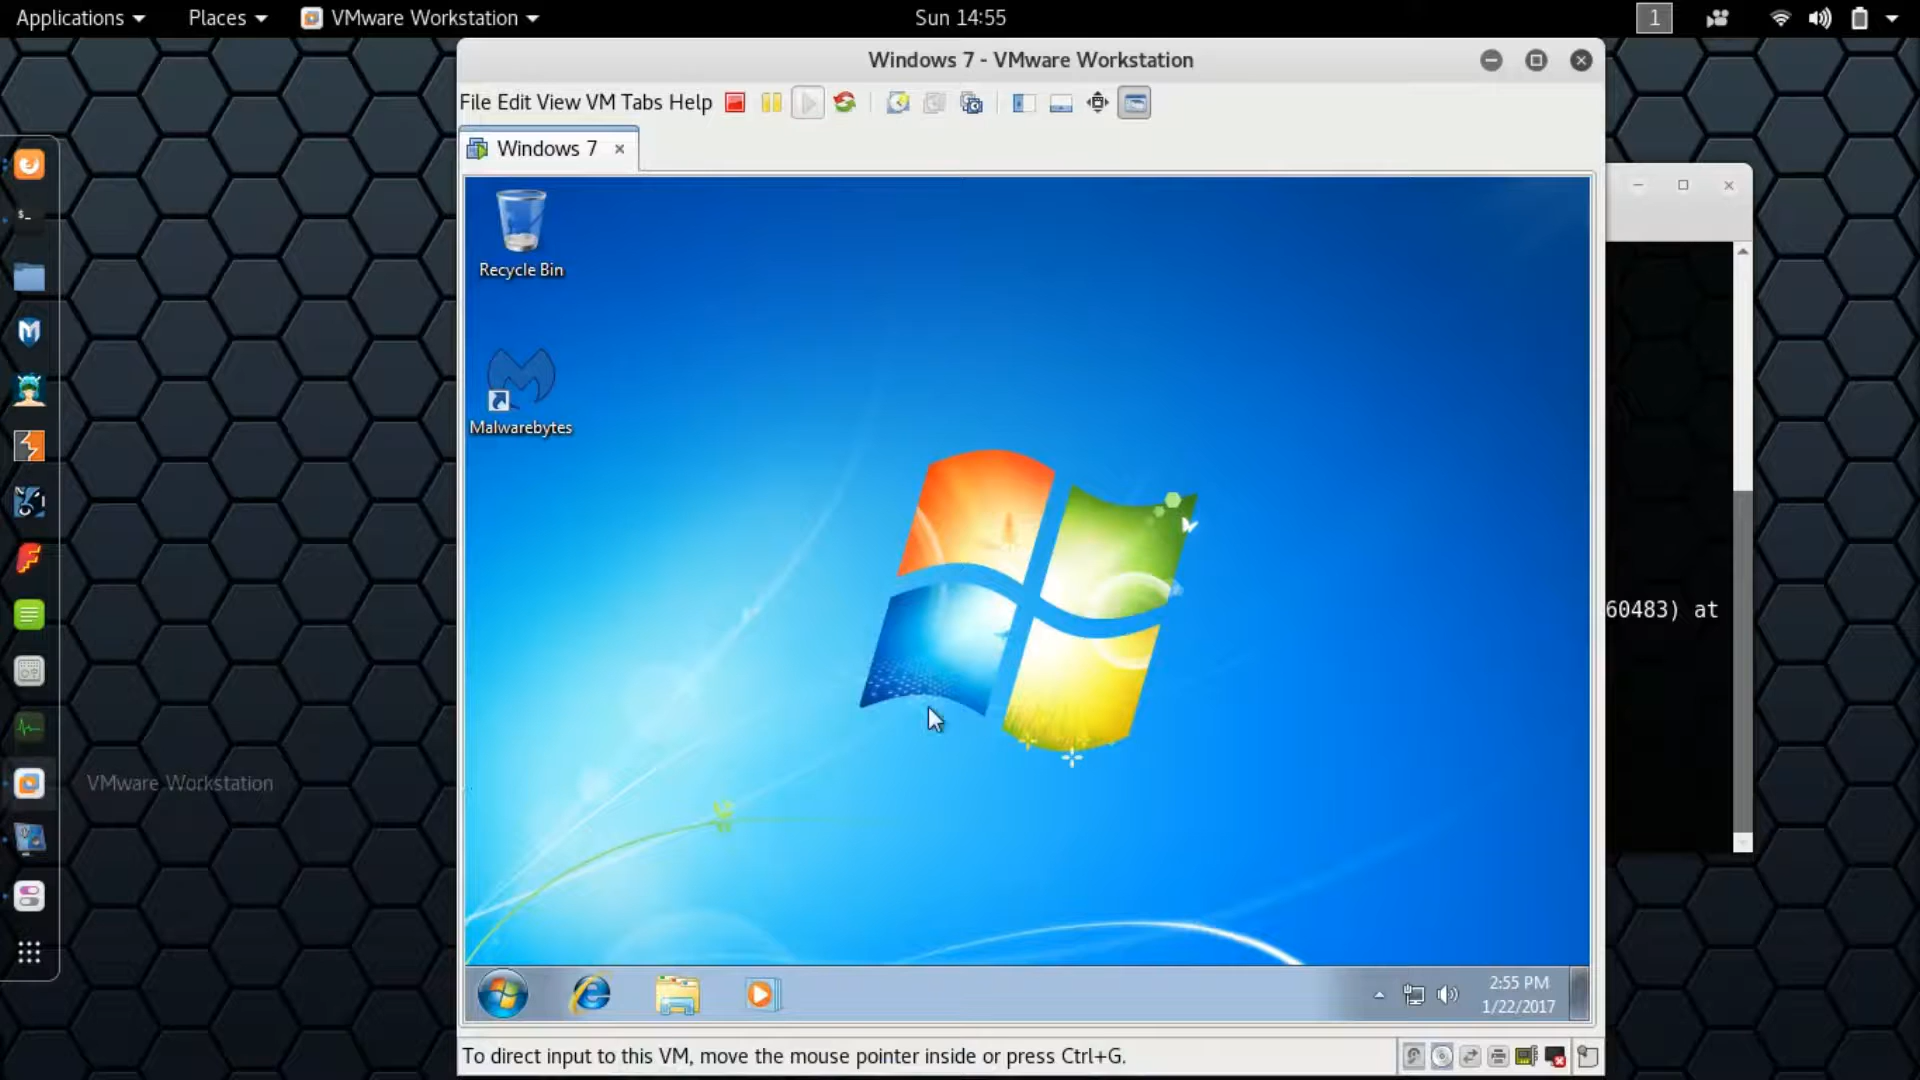 Applications Places VMware Workstation Sun 14:55 1
Windows 7 - VMware Workstation
File Edit View VM Tabs Help
Windows 7
Recycle Bin
Malwarebytes
60483) at
VMware Workstation
2:55 PM
1/22/2017
To direct input to this VM, move the mouse pointer inside or press Ctrl+G.